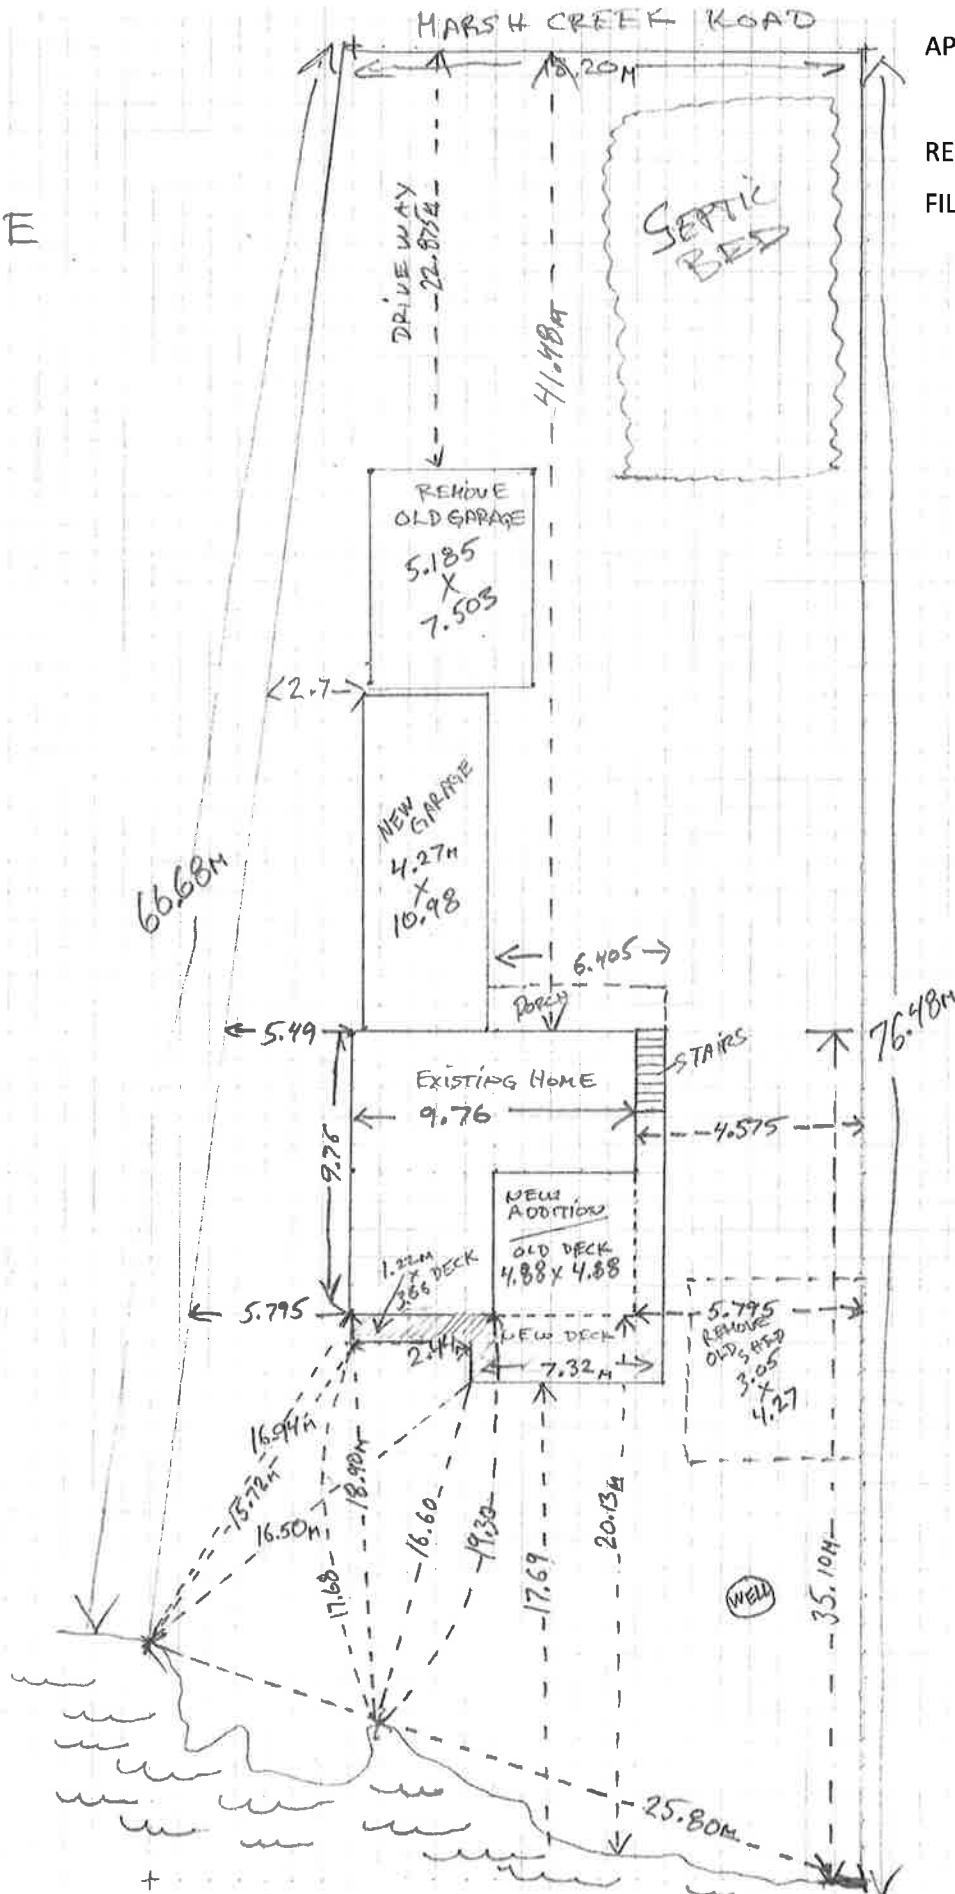 MARSH CREEK ROAD
AP
RE
FIL
E
SEPTIC
BED
DRIVEWAY
22.875M
41.48M
REMOVE
OLD GARAGE
5.185
X
7.503
2.7
NEW
GARAGE
4.27M
X
10.98
66.68M
6.405
PORCH
76.48M
5.49
STAIRS
EXISTING HOME
9.76
9.76
4.575
NEW
ADDITION
OLD DECK
4.88 X 4.88
1.22M
X
3.66 DECK
5.795
5.795
REMOVE
OLD SHED
3.05
X
4.27
NEW DECK
2.44
7.32M
16.94M
15.72M
16.50M
17.68
18.90M
16.60
19.30
17.69
20.13M
WELL
35.10M
25.80M